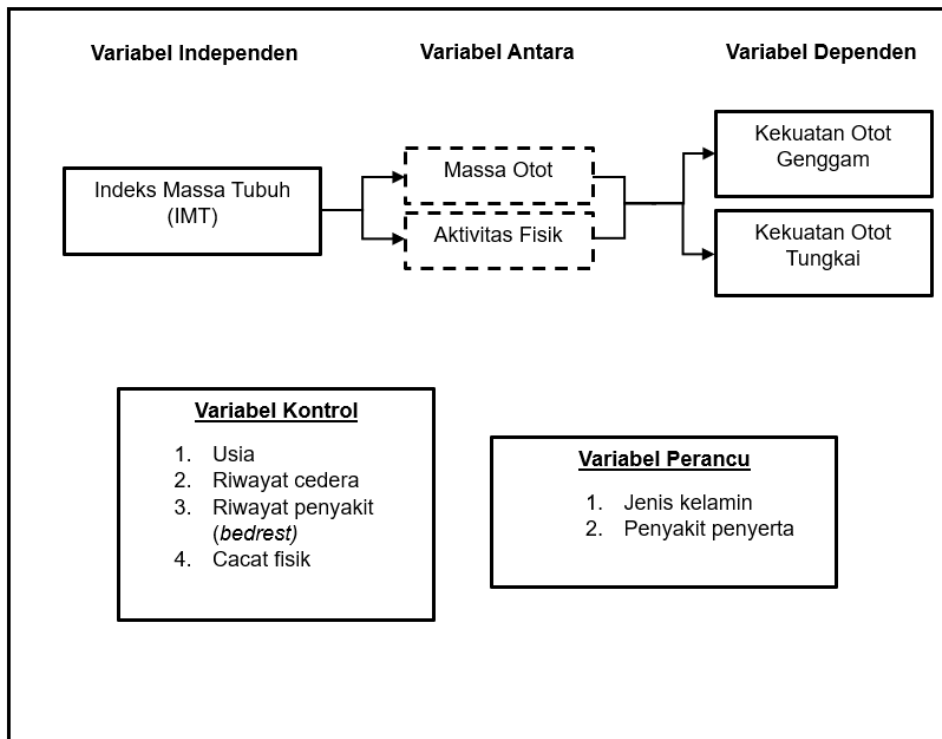 Variabel Independen
Variabel Antara
Variabel Dependen
Indeks Massa Tubuh
(IMT)
Massa Otot
Aktivitas Fisik
Kekuatan Otot
Genggam
Kekuatan Otot
Tungkai
Variabel Kontrol
1. Usia
2. Riwayat cedera
3. Riwayat penyakit
(bedrest)
4. Cacat fisik
Variabel Perancu
1. Jenis kelamin
2. Penyakit penyerta